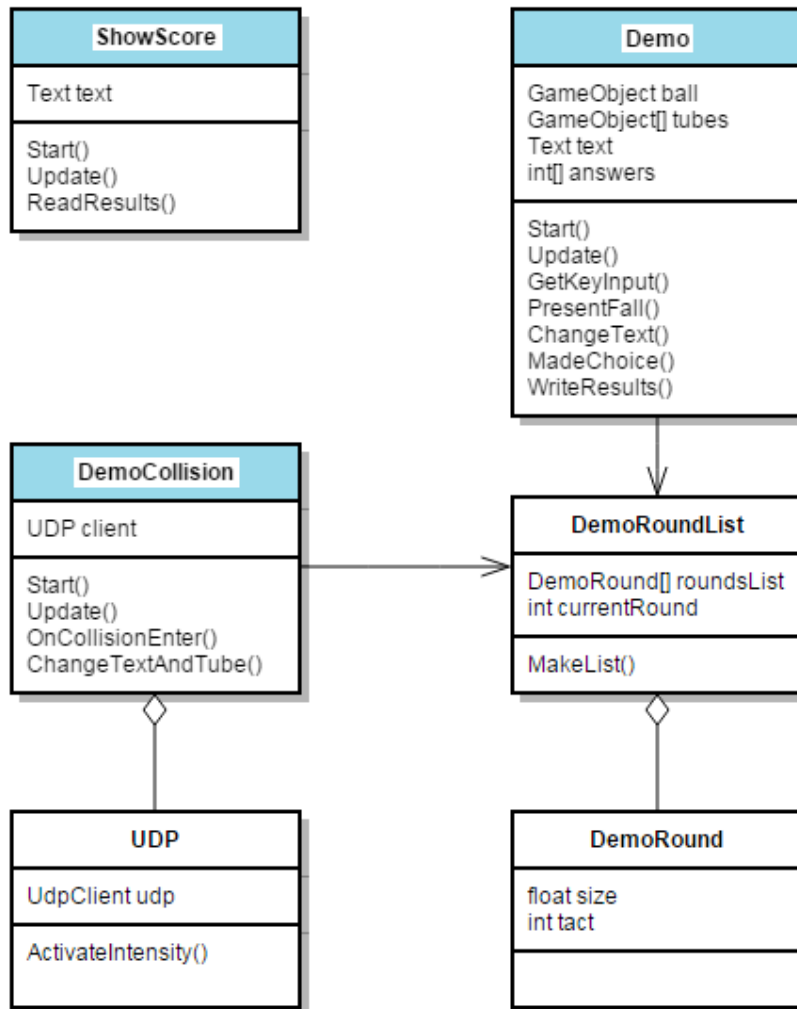 ShowScore
Text text
Start()
Update()
ReadResults()
Demo
GameObject ball
GameObject[] tubes
Text text
int[] answers
Start()
Update()
GetKeyInput()
PresentFall()
ChangeText()
MadeChoice()
WriteResults()
DemoCollision
UDP client
Start()
Update()
OnCollisionEnter()
ChangeTextAndTube()
DemoRoundList
DemoRound[] roundsList
int currentRound
MakeList()
UDP
UdpClient udp
ActivateIntensity()
DemoRound
float size
int tact